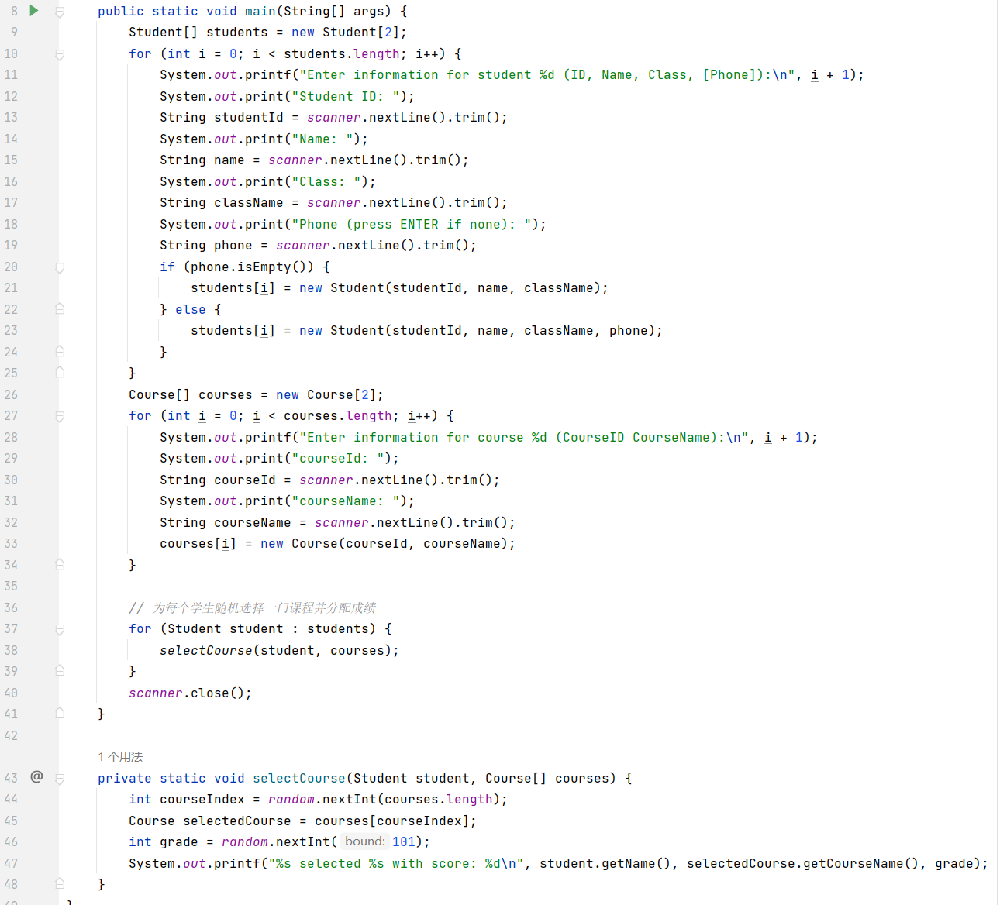 8 public static void main(String[] args) {
9 Student[] students = new Student[2];
10 for (int i = 0; i < students.length; i++) {
11 System.out.printf("Enter information for student %d (ID, Name, Class, [Phone]):\n", i + 1);
12 System.out.print("Student ID: ");
13 String studentId = scanner.nextLine().trim();
14 System.out.print("Name: ");
15 String name = scanner.nextLine().trim();
16 System.out.print("Class: ");
17 String className = scanner.nextLine().trim();
18 System.out.print("Phone (press ENTER if none): ");
19 String phone = scanner.nextLine().trim();
20 if (phone.isEmpty()) {
21 students[i] = new Student(studentId, name, className);
22 } else {
23 students[i] = new Student(studentId, name, className, phone);
24 }
25 }
26 Course[] courses = new Course[2];
27 for (int i = 0; i < courses.length; i++) {
28 System.out.printf("Enter information for course %d (CourseID CourseName):\n", i + 1);
29 System.out.print("courseId: ");
30 String courseId = scanner.nextLine().trim();
31 System.out.print("courseName: ");
32 String courseName = scanner.nextLine().trim();
33 courses[i] = new Course(courseId, courseName);
34 }
35
36 // 为每个学生随机选择一门课程并分配成绩
37 for (Student student : students) {
38 selectCourse(student, courses);
39 }
40 scanner.close();
41 }
42
1 个用法
43 @ private static void selectCourse(Student student, Course[] courses) {
44 int courseIndex = random.nextInt(courses.length);
45 Course selectedCourse = courses[courseIndex];
46 int grade = random.nextInt( bound: 101);
47 System.out.printf("%s selected %s with score: %d\n", student.getName(), selectedCourse.getCourseName(), grade);
48 }